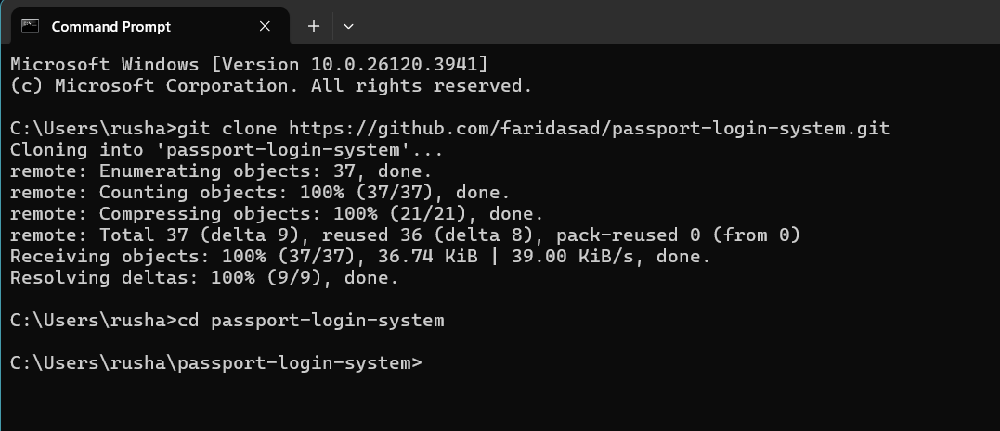 Command Prompt
Microsoft Windows [Version 10.0.26120.3941]
(c) Microsoft Corporation. All rights reserved.
C:\Users\rusha>git clone https://github.com/faridasad/passport-login-system.git
Cloning into 'passport-login-system'...
remote: Enumerating objects: 37, done.
remote: Counting objects: 100% (37/37), done.
remote: Compressing objects: 100% (21/21), done.
remote: Total 37 (delta 9), reused 36 (delta 8), pack-reused 0 (from 0)
Receiving objects: 100% (37/37), 36.74 KiB | 39.00 KiB/s, done.
Resolving deltas: 100% (9/9), done.
C:\Users\rusha>cd passport-login-system
C:\Users\rusha\passport-login-system>